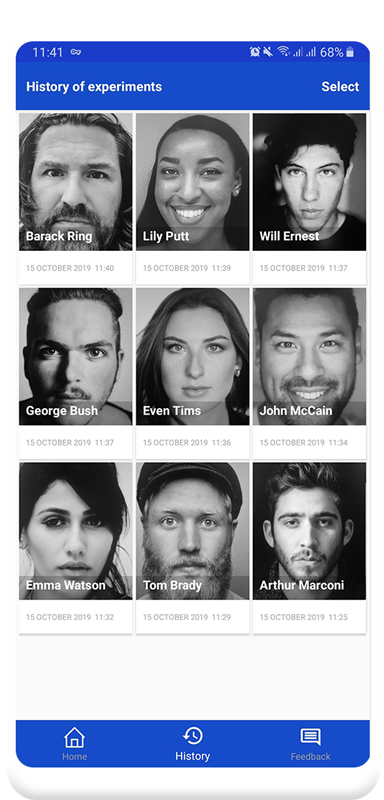 11:41 68%
History of experiments Select
Barack Ring Lily Putt Will Ernest
15 OCTOBER 2019 11:40 15 OCTOBER 2019 11:39 15 OCTOBER 2019 11:37
George Bush Even Tims John McCain
15 OCTOBER 2019 11:37 15 OCTOBER 2019 11:36 15 OCTOBER 2019 11:34
Emma Watson Tom Brady Arthur Marconi
15 OCTOBER 2019 11:32 15 OCTOBER 2019 11:29 15 OCTOBER 2019 11:25
Home History Feedback